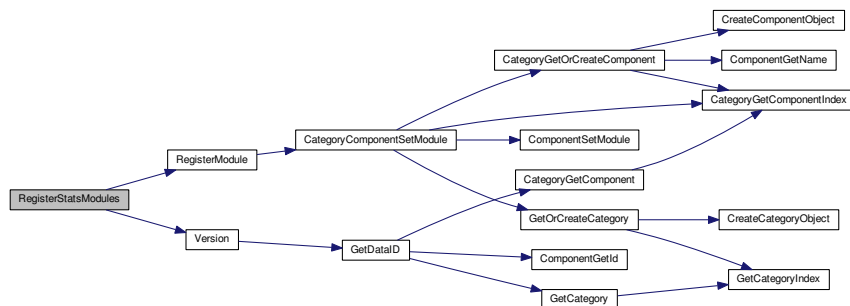 CreateComponentObject
CategoryGetOrCreateComponent
ComponentGetName
CategoryGetComponentIndex
CategoryComponentSetModule
ComponentSetModule
RegisterModule
CategoryGetComponent
RegisterStatsModules
GetOrCreateCategory
CreateCategoryObject
Version
GetDataID
ComponentGetId
GetCategoryIndex
GetCategory